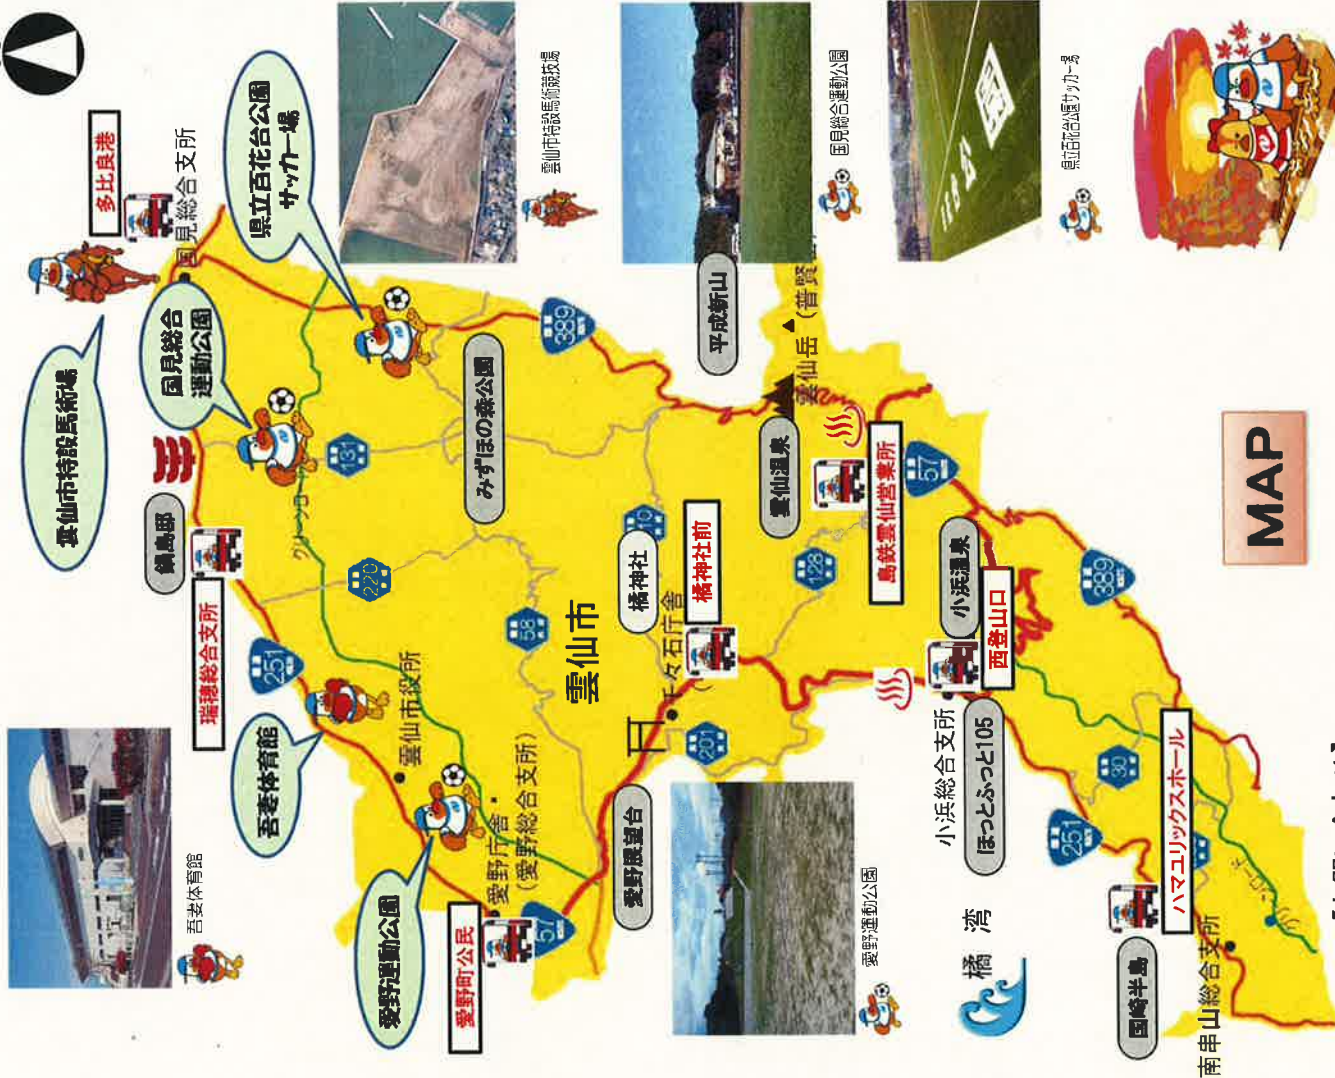 多比良港
国見総合支所
雲仙市特設馬術場
国見総合
運動公園
県立百花台公園
サッカー場
雲仙市特設馬術競技場
国見総合運動公園
県立百花台公園サッカー場
鍋島邸
瑞穂総合支所
251
131
220
389
みずほの森公園
平成新山
雲仙岳(普賢
吾妻体育館
吾妻体育館
雲仙市役所
58
雲仙市
橘神社
橘神社前
千々石庁舎
雲仙温泉
128
島鉄雲仙営業所
57
愛野運動公園
愛野庁舎
(愛野総合支所)
愛野町公民
愛野展望台
201
愛野運動公園
小浜温泉
西登山口
小浜総合支所
ほっとふっと105
389
橘湾
251
30
ハマユリックスホール
国崎半島
南串山総合支所
MAP